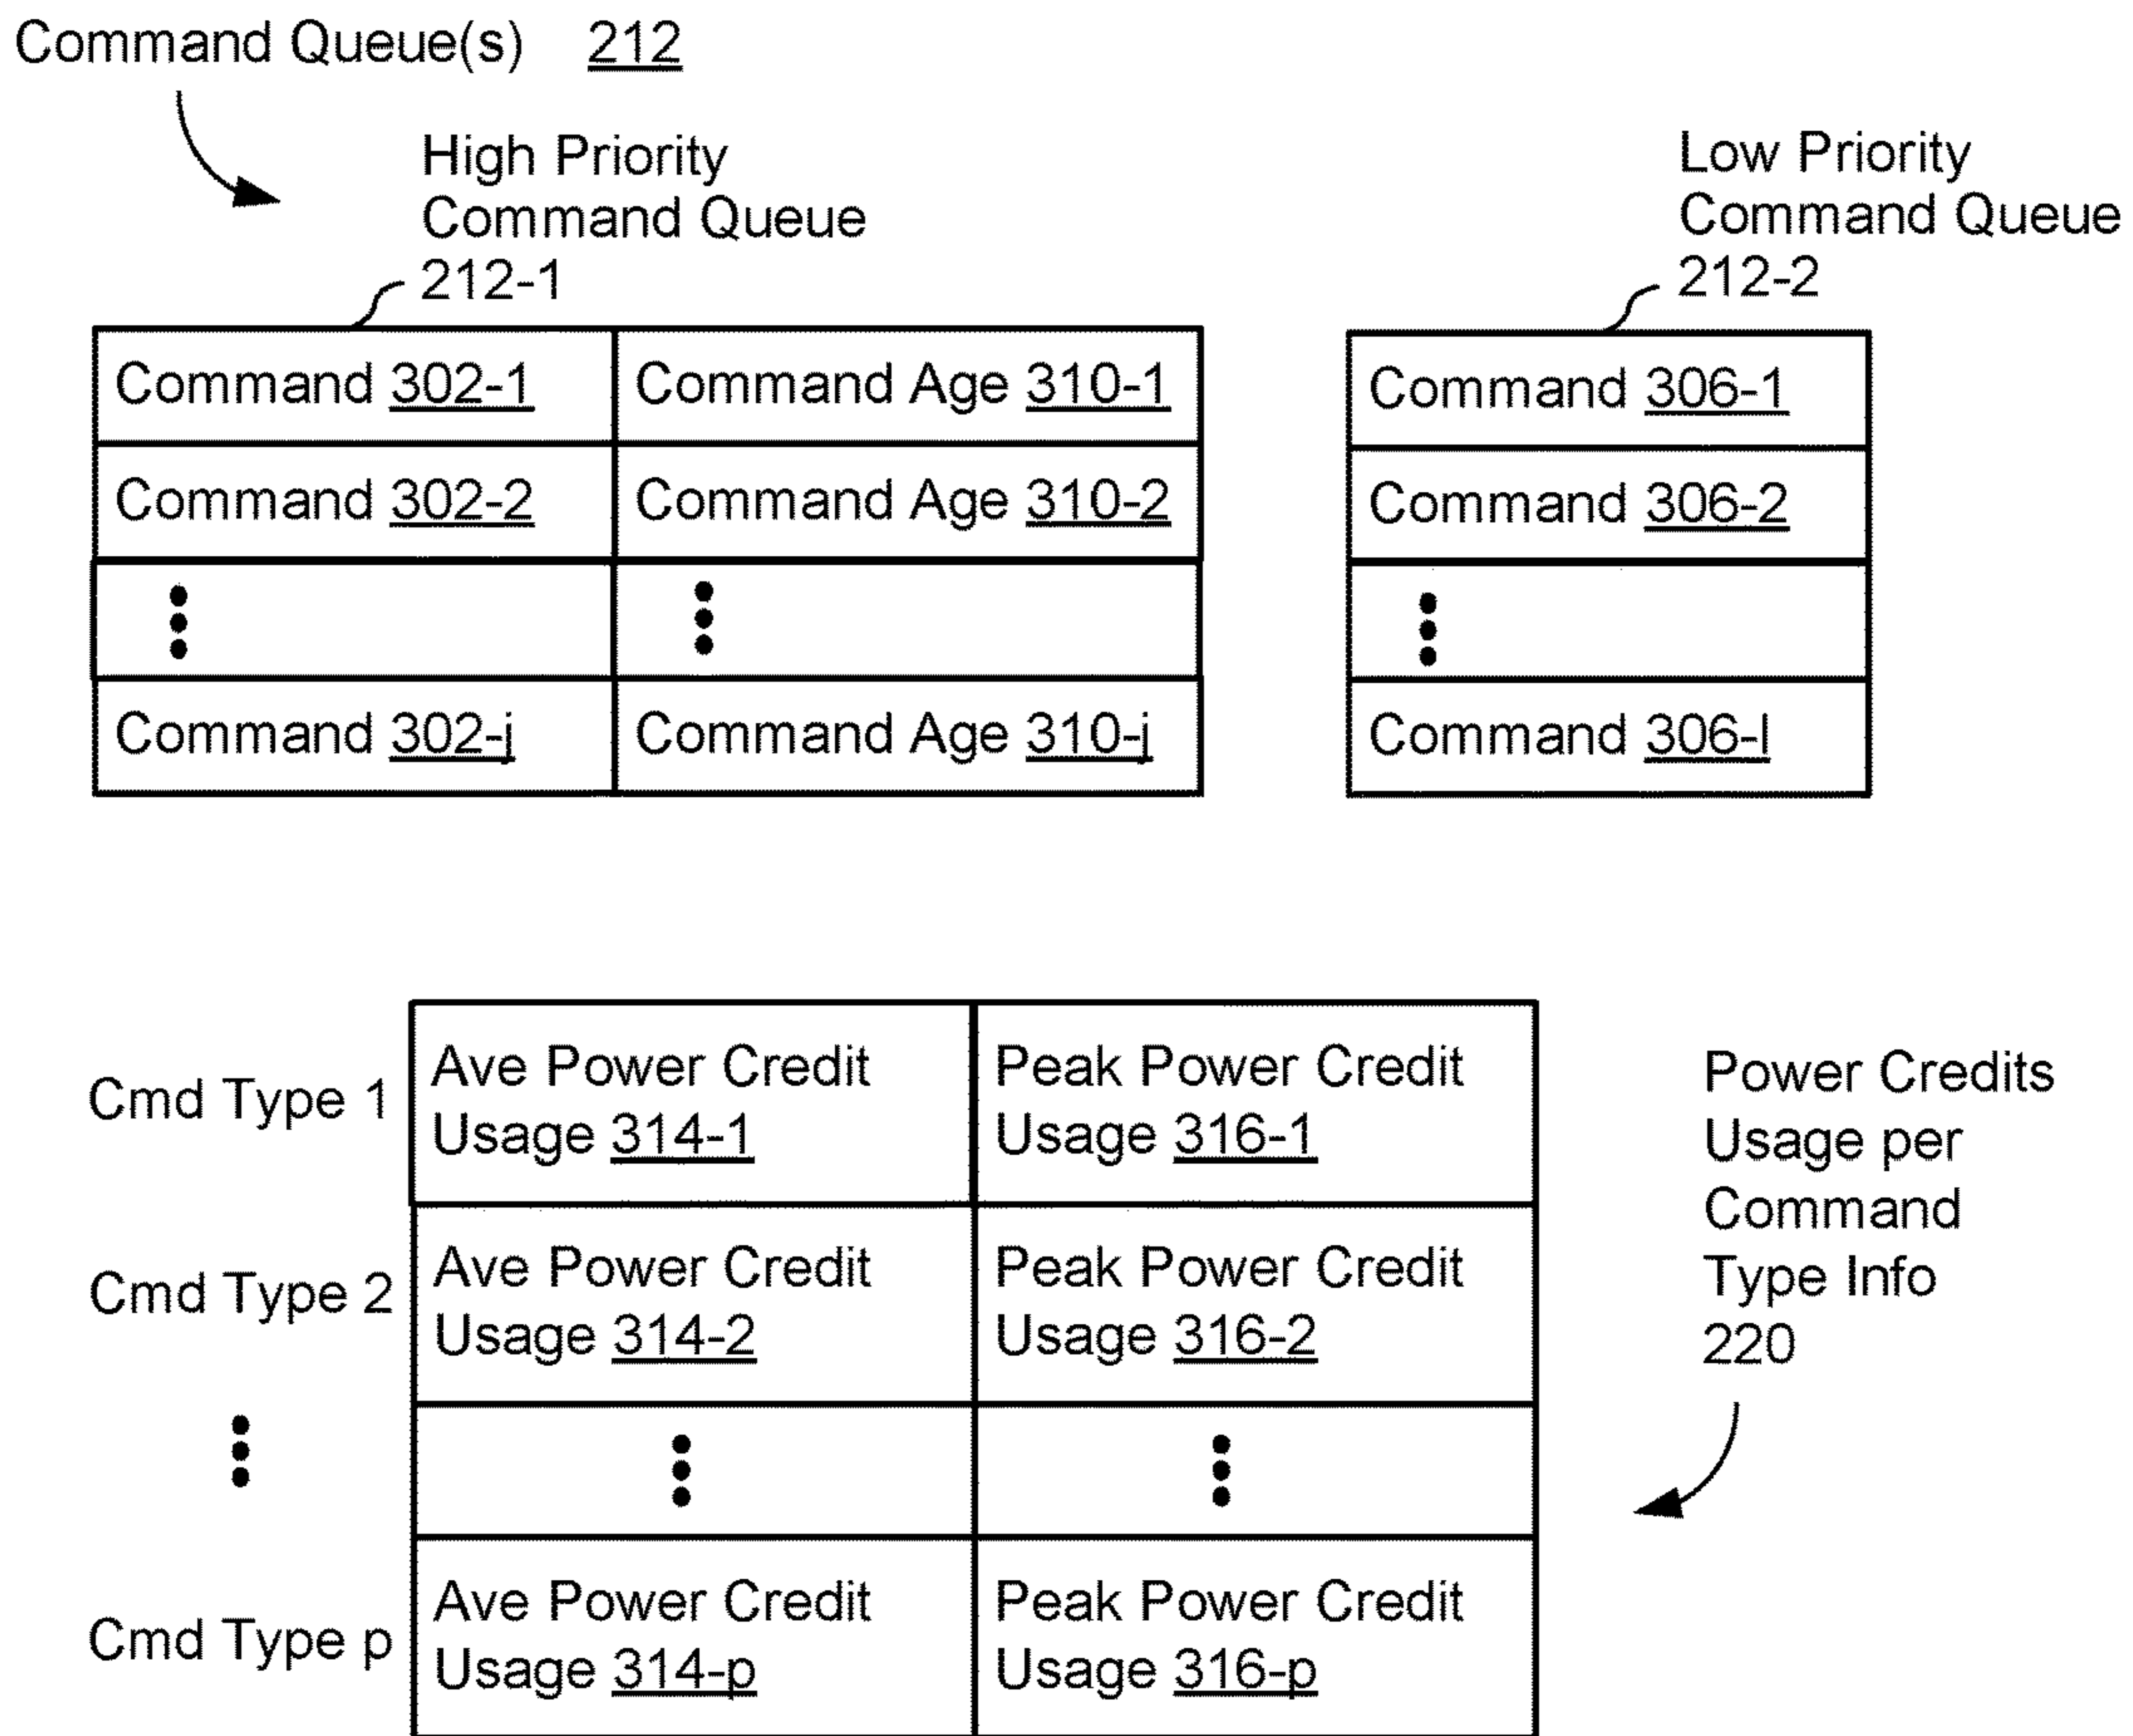 Command Queue(s) 212
High Priority
Command Queue
212-1
Low Priority
Command Queue
212-2
Command 302-1 Command Age 310-1
Command 302-2 Command Age 310-2
Command 302-j Command Age 310-j
Command 306-1
Command 306-2
Command 306-l
Cmd Type 1
Ave Power Credit
Usage 314-1
Peak Power Credit
Usage 316-1
Cmd Type 2
Ave Power Credit
Usage 314-2
Peak Power Credit
Usage 316-2
Cmd Type p
Ave Power Credit
Usage 314-p
Peak Power Credit
Usage 316-p
Power Credits
Usage per
Command
Type Info
220